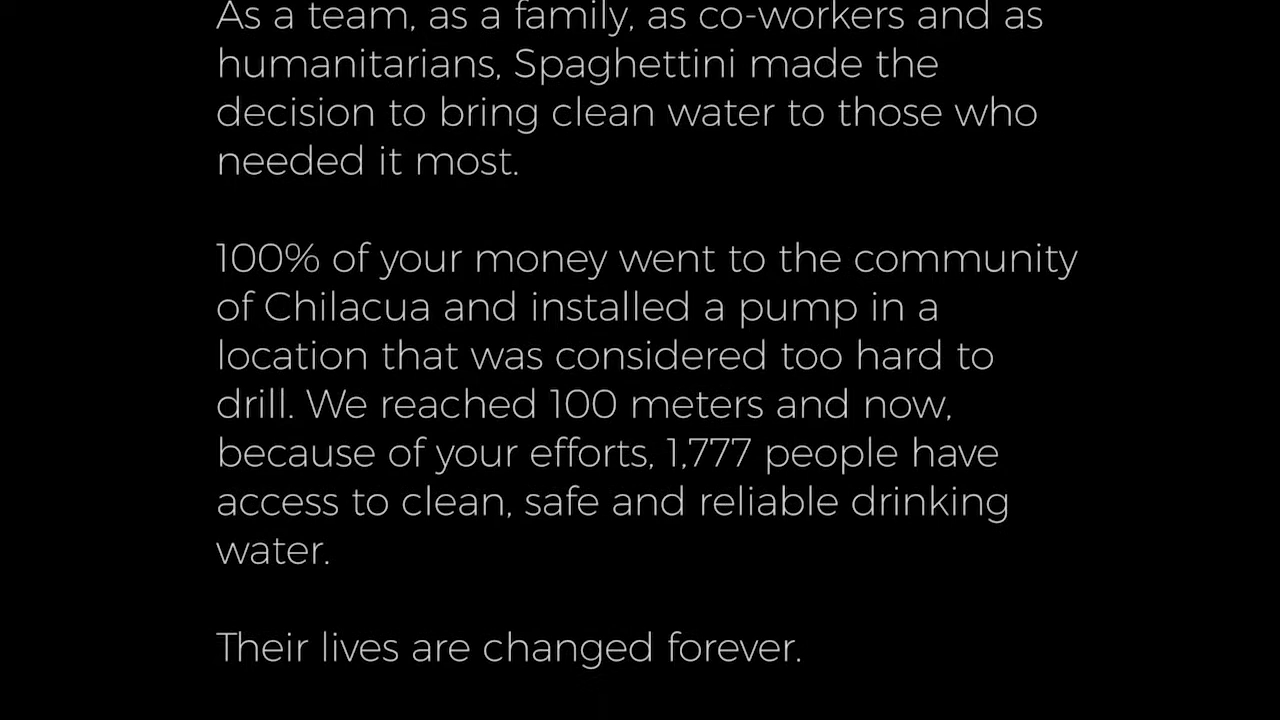 As a team, as a family, as co-workers and as
humanitarians, Spaghettini made the
decision to bring clean water to those who
needed it most.
100% of your money went to the community
of Chilacua and installed a pump in a
location that was considered too hard to
drill. We reached 100 meters and now,
because of your efforts, 1,777 people have
access to clean, safe and reliable drinking
water.
Their lives are changed forever.